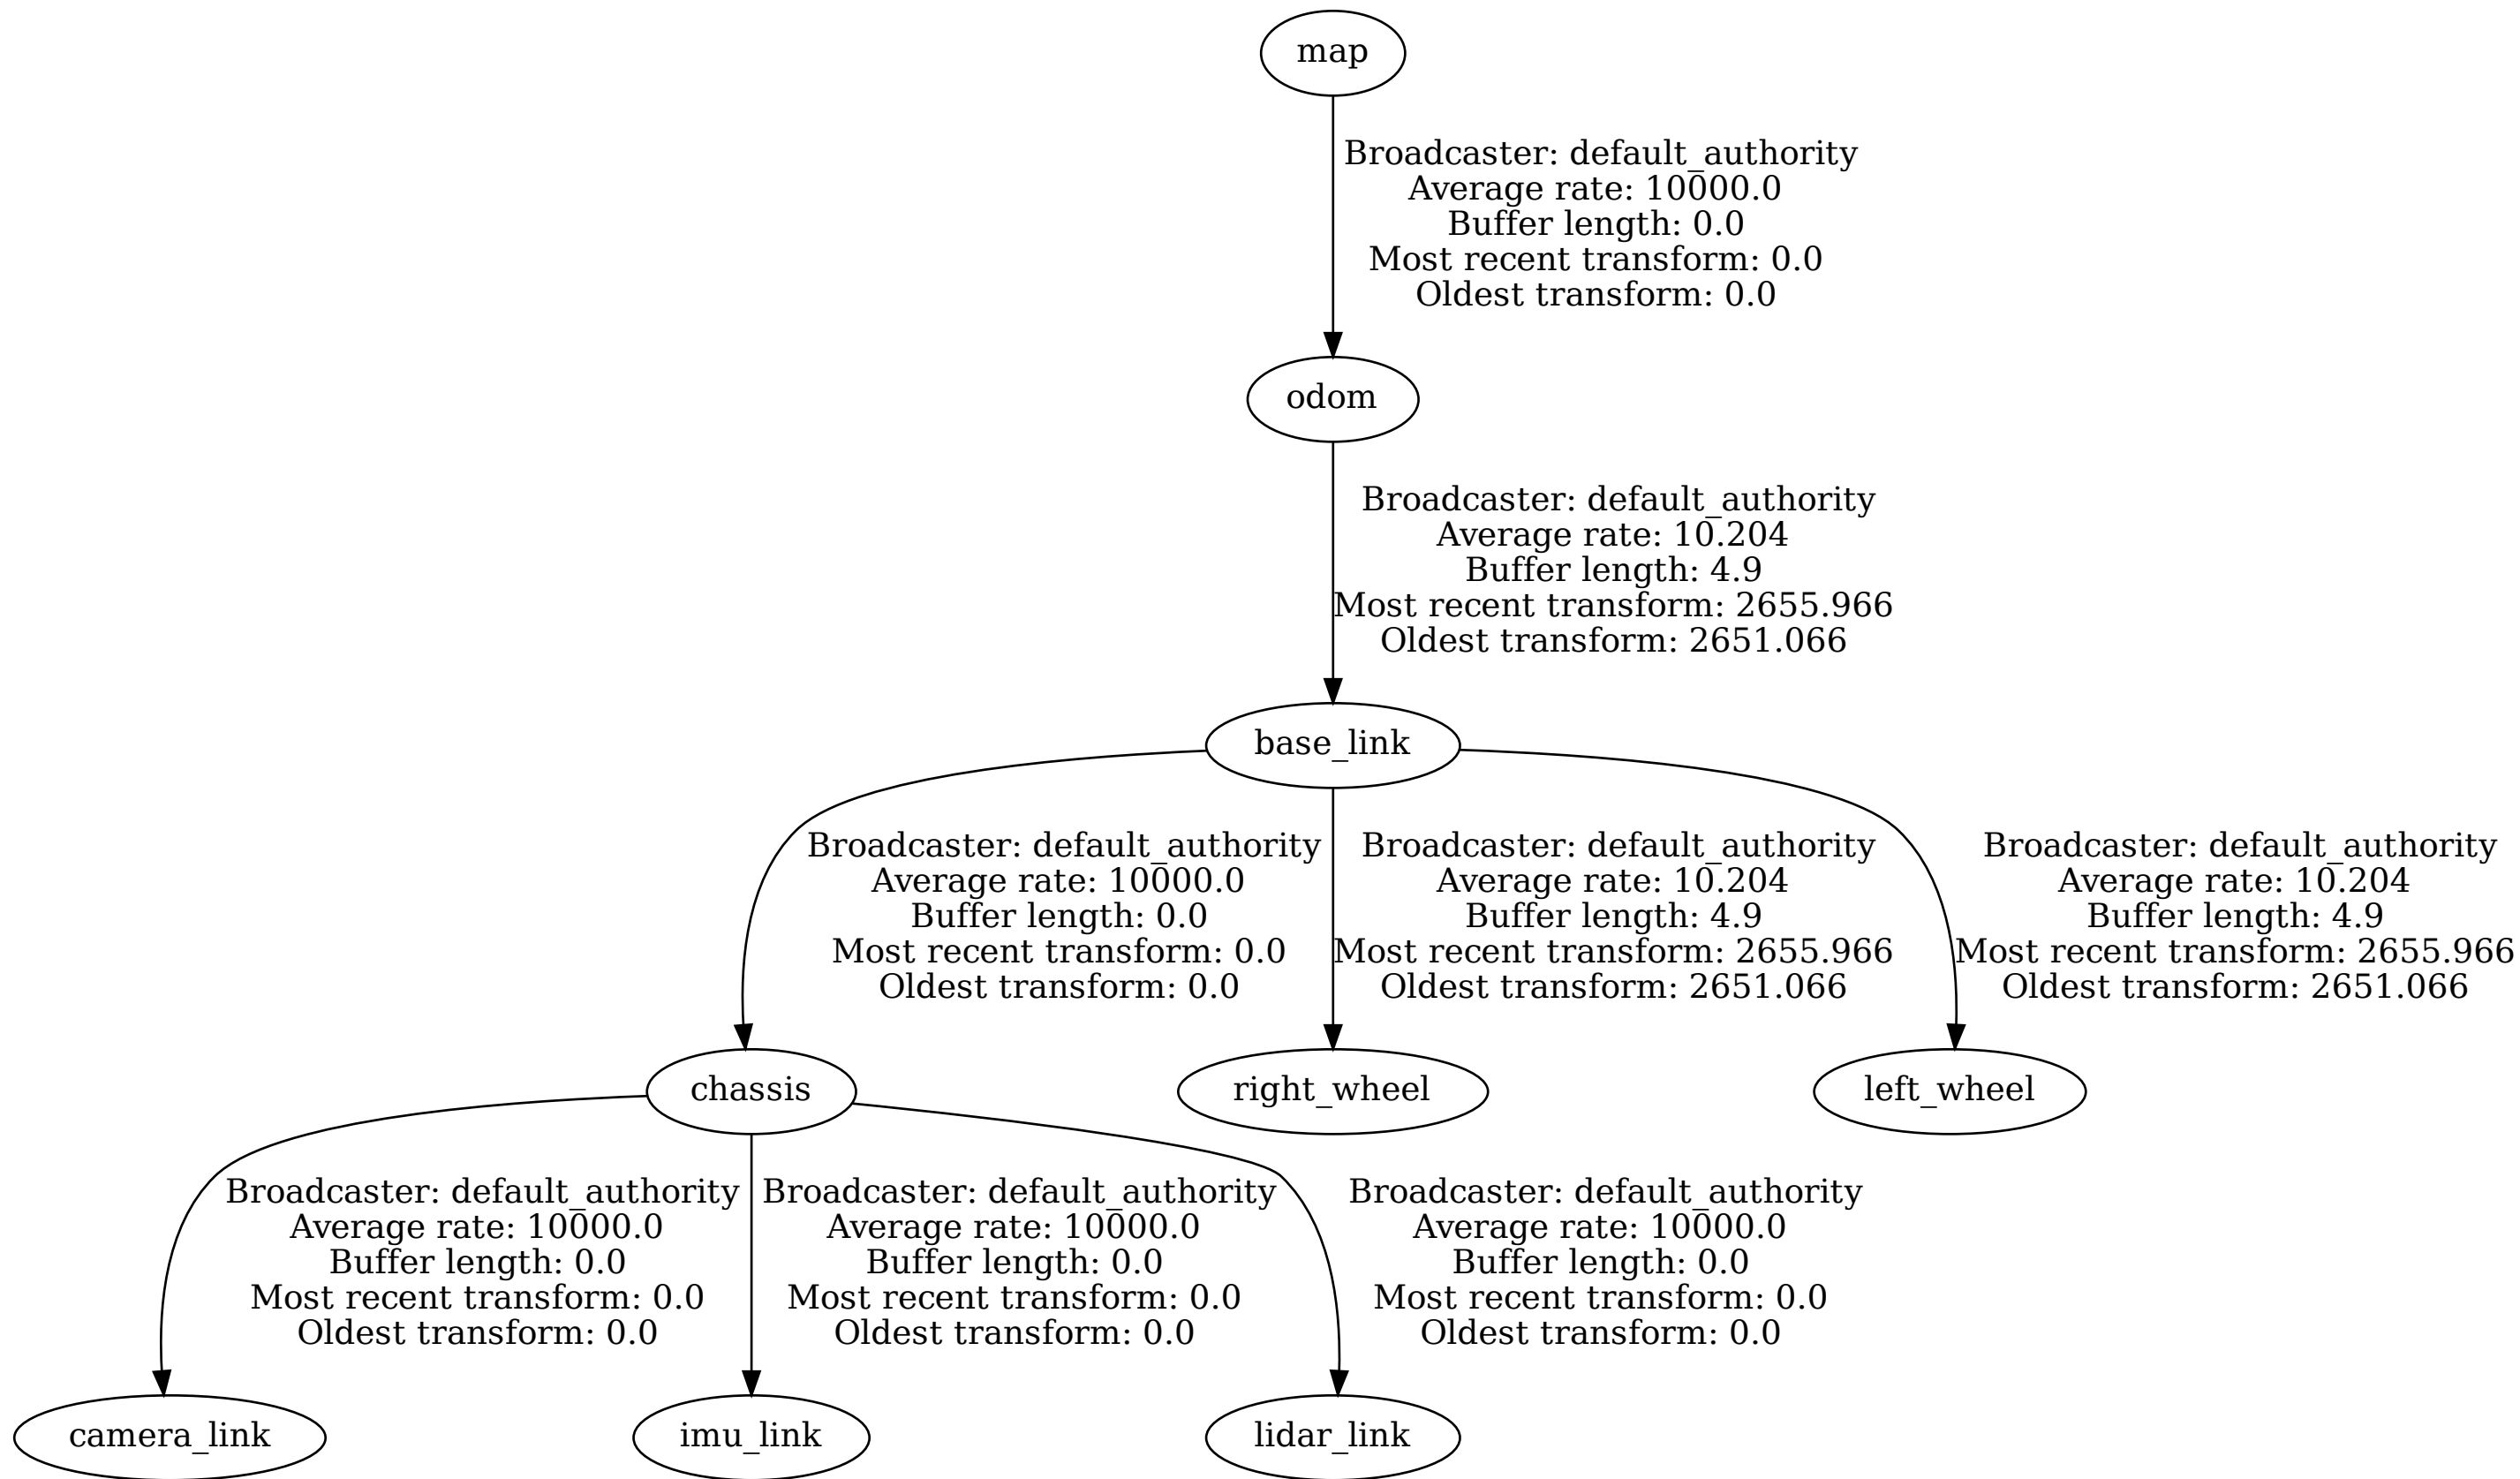 map
Broadcaster: default_authority
Average rate: 10000.0
Buffer length: 0.0
Most recent transform: 0.0
Oldest transform: 0.0
odom
Broadcaster: default_authority
Average rate: 10.204
Buffer length: 4.9
Most recent transform: 2655.966
Oldest transform: 2651.066
base_link
Broadcaster: default_authority
Average rate: 10000.0
Buffer length: 0.0
Most recent transform: 0.0
Oldest transform: 0.0
Broadcaster: default_authority
Average rate: 10.204
Buffer length: 4.9
Most recent transform: 2655.966
Oldest transform: 2651.066
Broadcaster: default_authority
Average rate: 10.204
Buffer length: 4.9
Most recent transform: 2655.966
Oldest transform: 2651.066
chassis
right_wheel
left_wheel
Broadcaster: default_authority
Average rate: 10000.0
Buffer length: 0.0
Most recent transform: 0.0
Oldest transform: 0.0
Broadcaster: default_authority
Average rate: 10000.0
Buffer length: 0.0
Most recent transform: 0.0
Oldest transform: 0.0
Broadcaster: default_authority
Average rate: 10000.0
Buffer length: 0.0
Most recent transform: 0.0
Oldest transform: 0.0
camera_link
imu_link
lidar_link